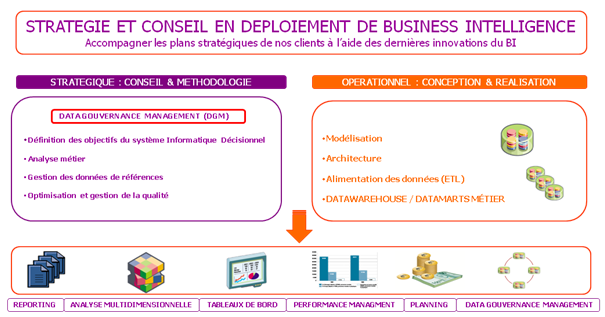 STRATEGIE ET CONSEIL EN DEPLOIEMENT DE BUSINESS INTELLIGENCE
Accompagner les plans stratégiques de nos clients à l'aide des dernières innovations du BI
STRATEGIQUE : CONSEIL & METHODOLOGIE
DATA GOUVERNANCE MANAGEMENT (DGM)
•Définition des objectifs du système Informatique Décisionnel
•Analyse métier
•Gestion des données de références
•Optimisation et gestion de la qualité
OPERATIONNEL : CONCEPTION & REALISATION
•Modélisation
•Architecture
•Alimentation des données (ETL)
•DATAWAREHOUSE / DATAMARTS MÉTIER
REPORTING
ANALYSE MULTIDIMENSIONNELLE
TABLEAUX DE BORD
PERFORMANCE MANAGMENT
PLANNING
DATA GOUVERNANCE MANAGEMENT